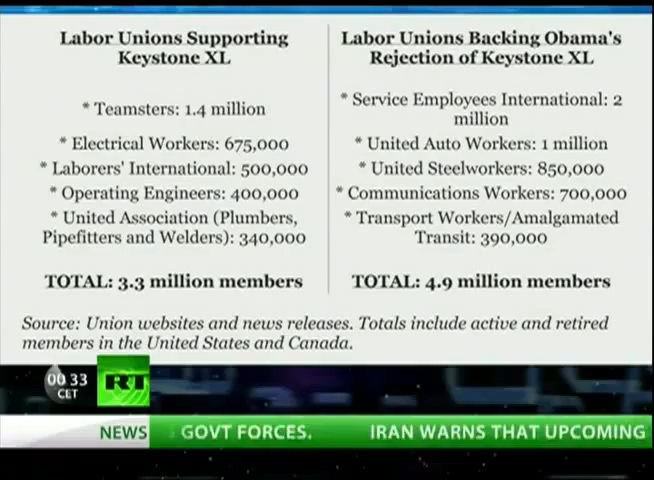 Labor Unions Supporting
Keystone XL
* Teamsters: 1.4 million
* Electrical Workers: 675,000
* Laborers' International: 500,000
* Operating Engineers: 400,000
* United Association (Plumbers,
Pipefitters and Welders): 340,000
TOTAL: 3.3 million members
Labor Unions Backing Obama's
Rejection of Keystone XL
* Service Employees International: 2
million
* United Auto Workers: 1 million
* United Steelworkers: 850,000
* Communications Workers: 700,000
* Transport Workers/Amalgamated
Transit: 390,000
TOTAL: 4.9 million members
Source: Union websites and news releases. Totals include active and retired
members in the United States and Canada.
00 33
CET
RT
NEWS
GOVT FORCES. IRAN WARNS THAT UPCOMING